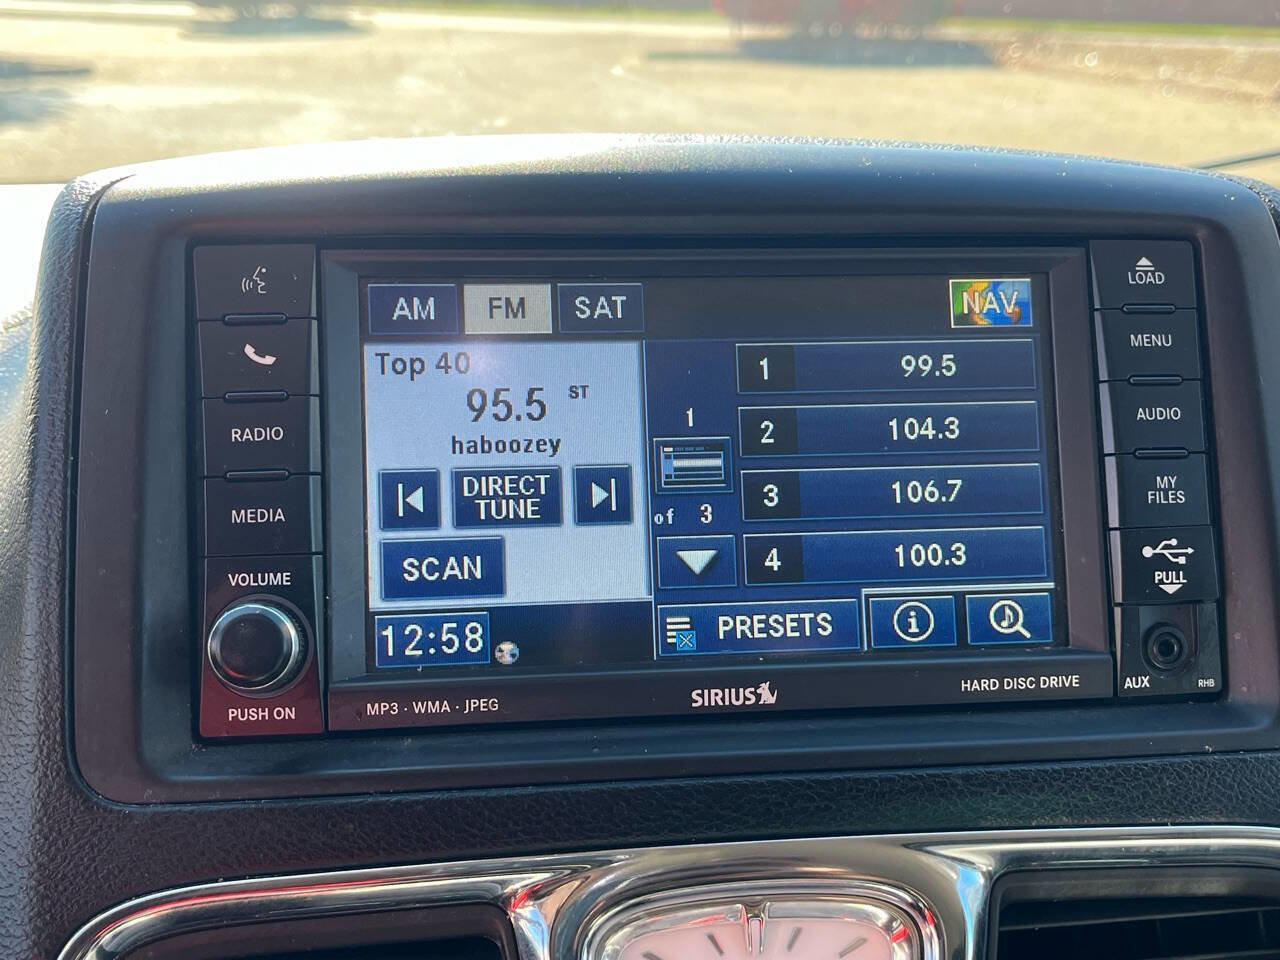 AM FM SAT NAV
Top 40
95.5 ST
haboozey
DIRECT
TUNE
SCAN
12:58
1
of 3
1 99.5
2 104.3
3 106.7
4 100.3
PRESETS
i
RADIO
MEDIA
VOLUME
PUSH ON
LOAD
MENU
AUDIO
MY
FILES
PULL
AUX RHB
MP3 · WMA · JPEG
SIRIUS
HARD DISC DRIVE